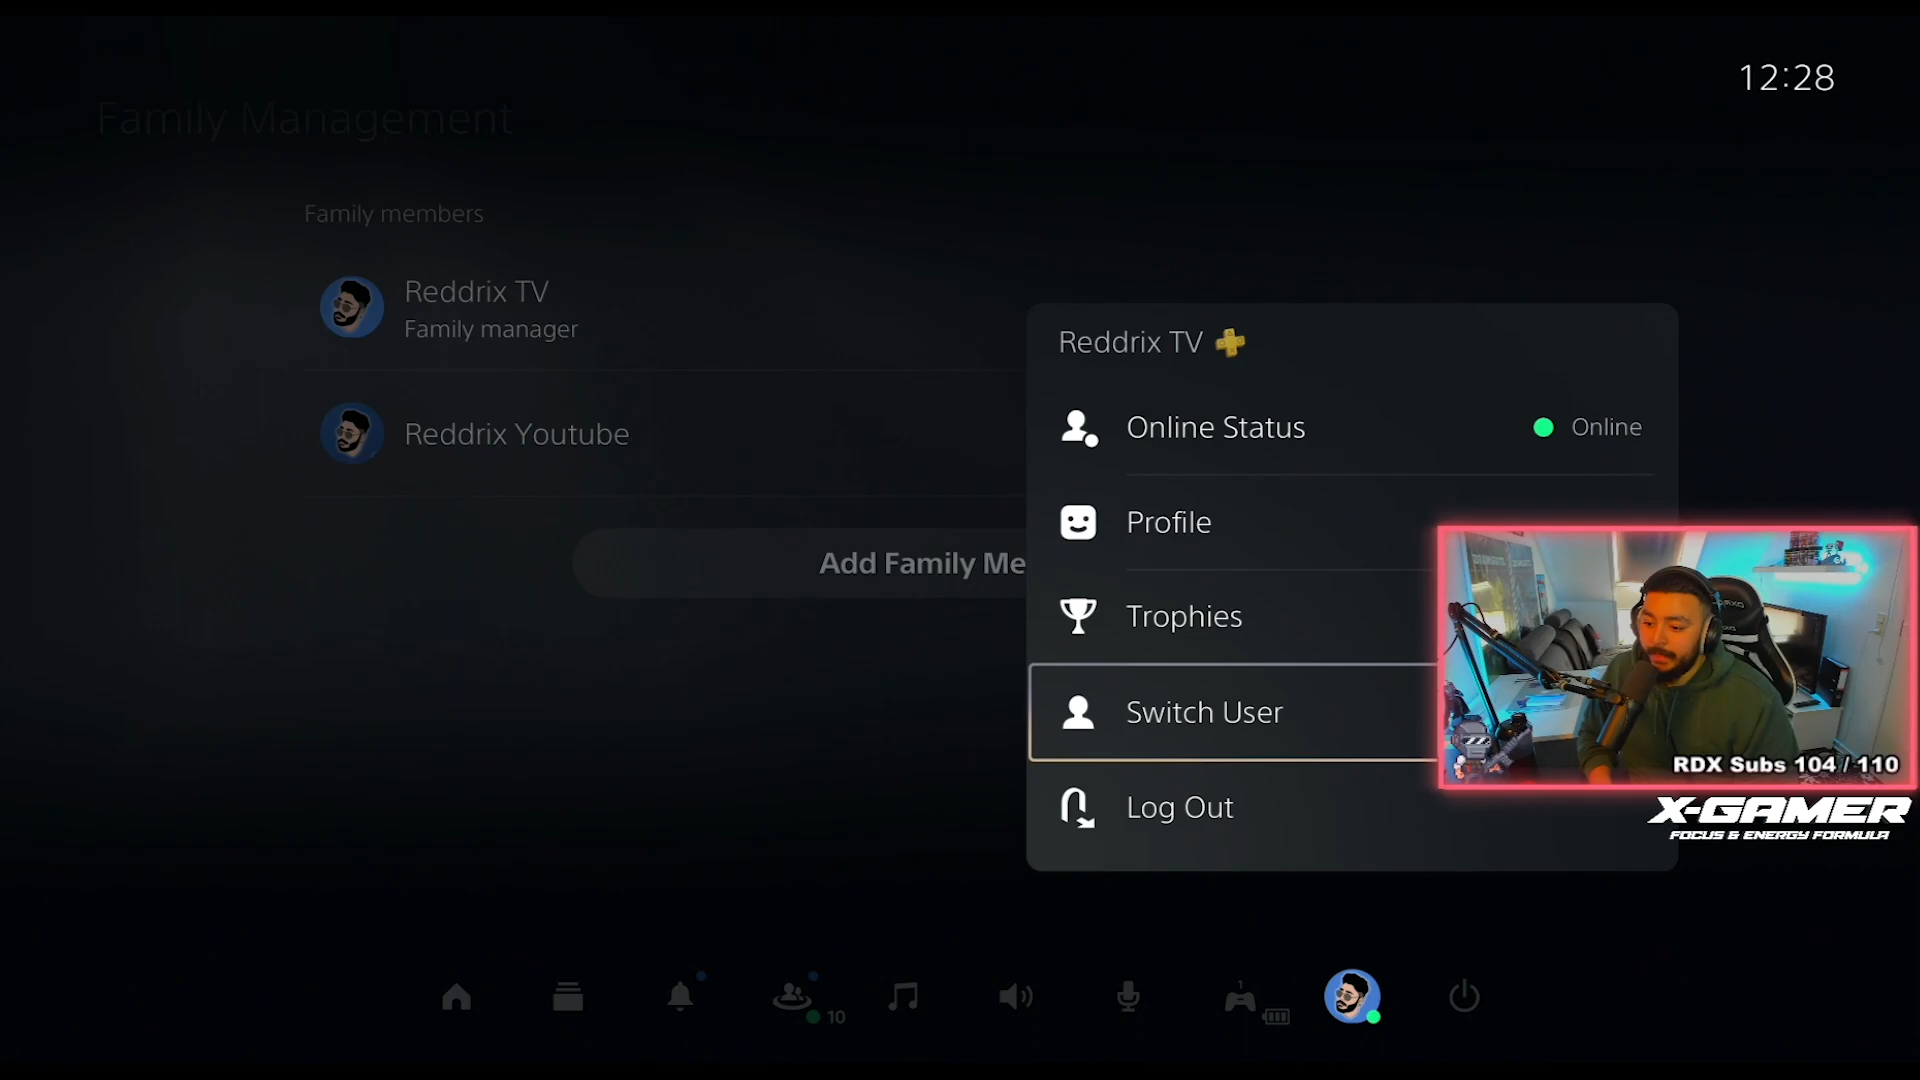 12:28
Family Management
Family members
Reddrix TV
Family manager
Reddrix Youtube
Add Family Me
Reddrix TV
Online Status
Online
Profile
Trophies
Switch User
Log Out
RDX Subs 104 / 110
X-GAMER
FOCUS & ENERGY FORMULA
10
1